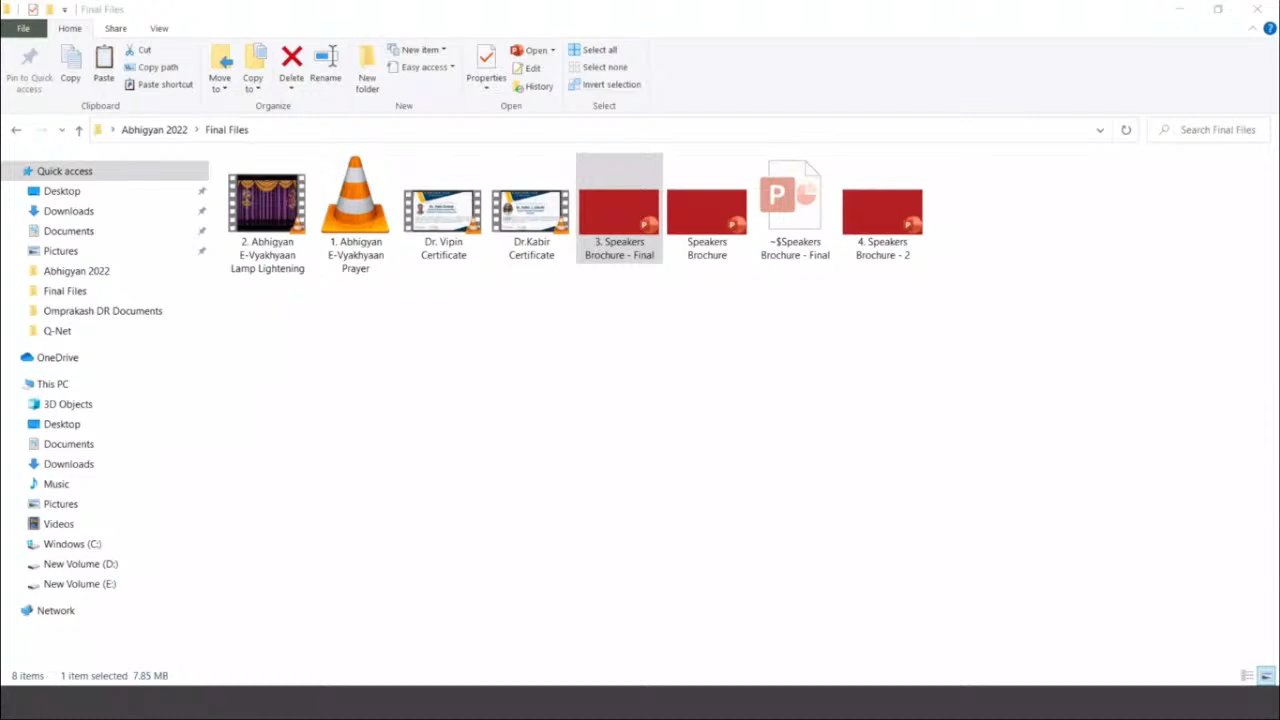 Final Files
File
Home
Share
View
Pin to Quick
access
Copy
Paste
Cut
Copy path
Paste shortcut
Clipboard
Move
to
Copy
to
Delete
Rename
Organize
New
folder
New item
Easy access
New
Properties
Open
Edit
History
Open
Select all
Select none
Invert selection
Select
Abhigyan 2022
Final Files
Search Final Files
Quick access
Desktop
Downloads
Documents
Pictures
Abhigyan 2022
Final Files
Omprakash DR Documents
Q-Net
OneDrive
This PC
3D Objects
Desktop
Documents
Downloads
Music
Pictures
Videos
Windows (C:)
New Volume (D:)
New Volume (E:)
Network
2. Abhigyan
E-Vyakhyaan
Lamp Lightening
1. Abhigyan
E-Vyakhyaan
Prayer
Dr. Vipin
Certificate
Dr.Kabir
Certificate
3. Speakers
Brochure - Final
Speakers
Brochure
~$Speakers
Brochure - Final
4. Speakers
Brochure - 2
8 items
1 item selected 7.85 MB